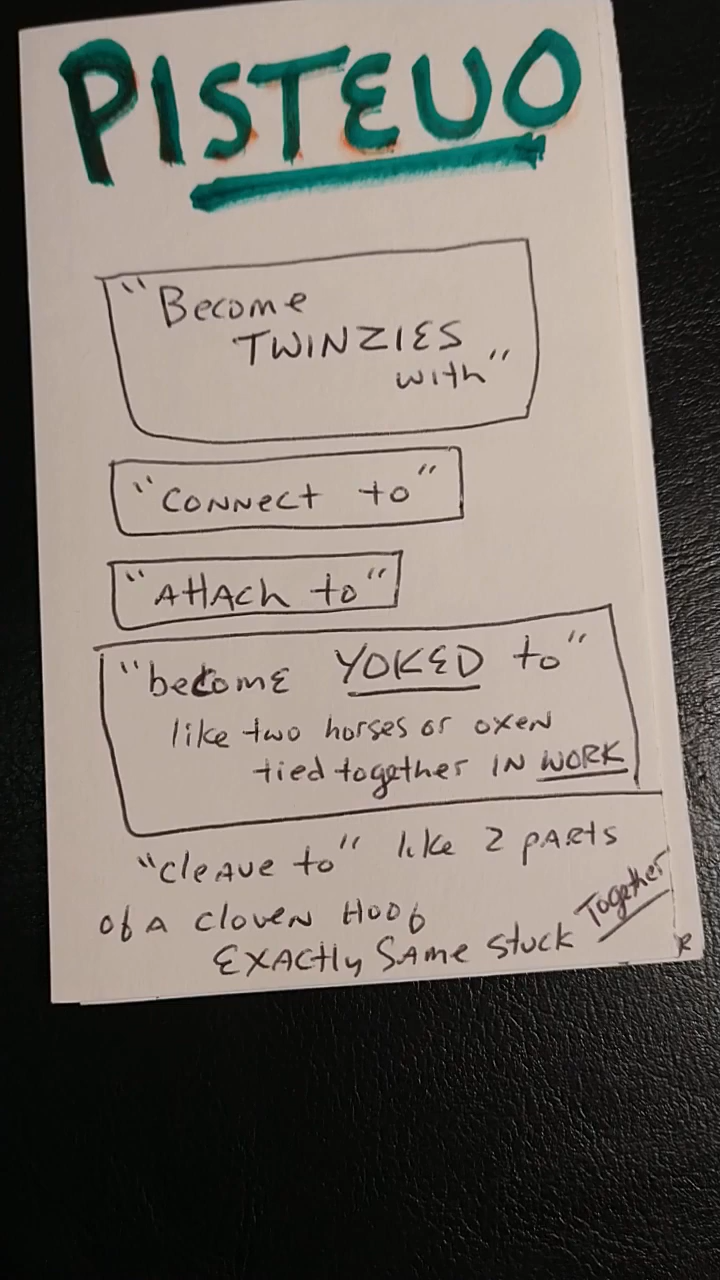 PISTEUO
"Become
TWINZIES
with"
"CONNECT to"
"AttAch to"
"become YOKED to"
like two horses or oxen
tied together IN WORK
"cleAve to" like 2 pARts
of A cloveN Hoof
EXACtly SAme stuck Together
R